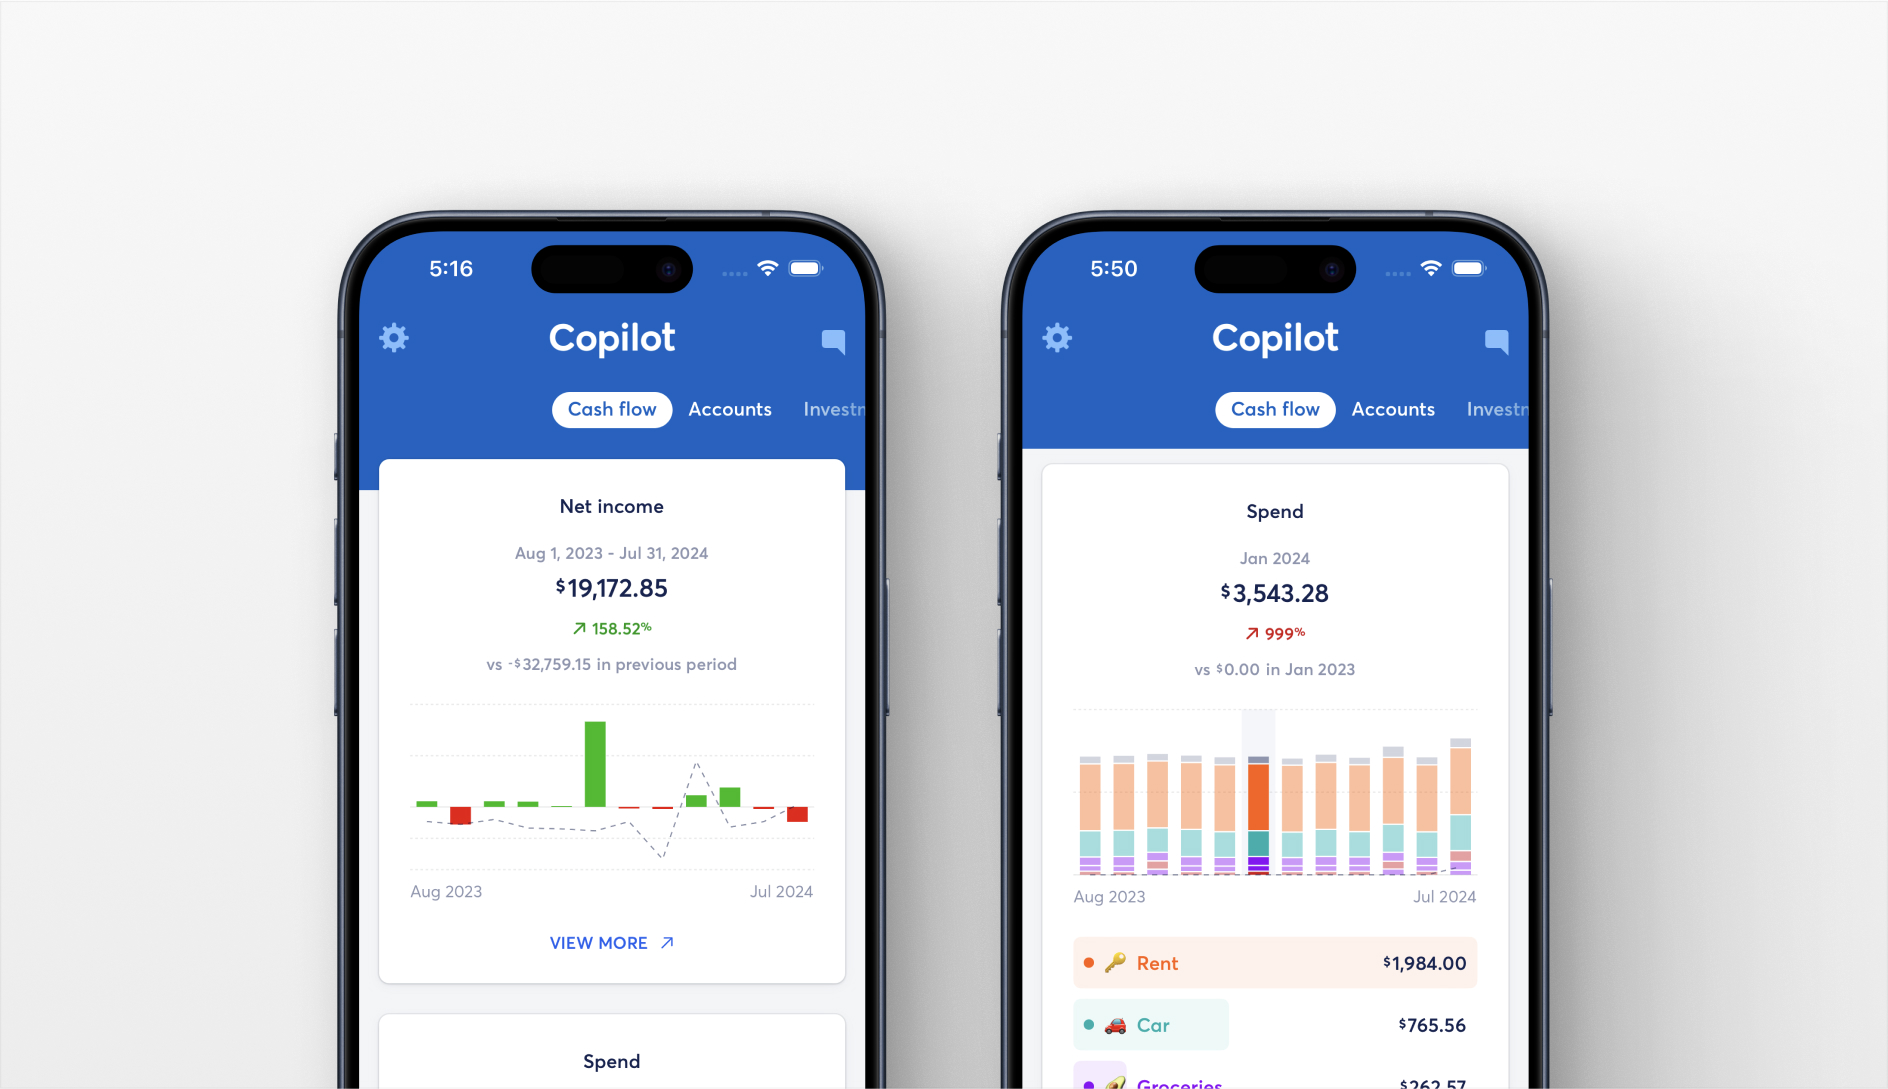 5:16
Copilot
Cash flow
Accounts
Investn
Net income
Aug 1, 2023 - Jul 31, 2024
$19,172.85
158.52%
vs -$32,759.15 in previous period
Aug 2023
Jul 2024
VIEW MORE
Spend
5:50
Copilot
Cash flow
Accounts
Investn
Spend
Jan 2024
$3,543.28
999%
vs $0.00 in Jan 2023
Aug 2023
Jul 2024
Rent
$1,984.00
Car
$765.56
Groceries
$262.57